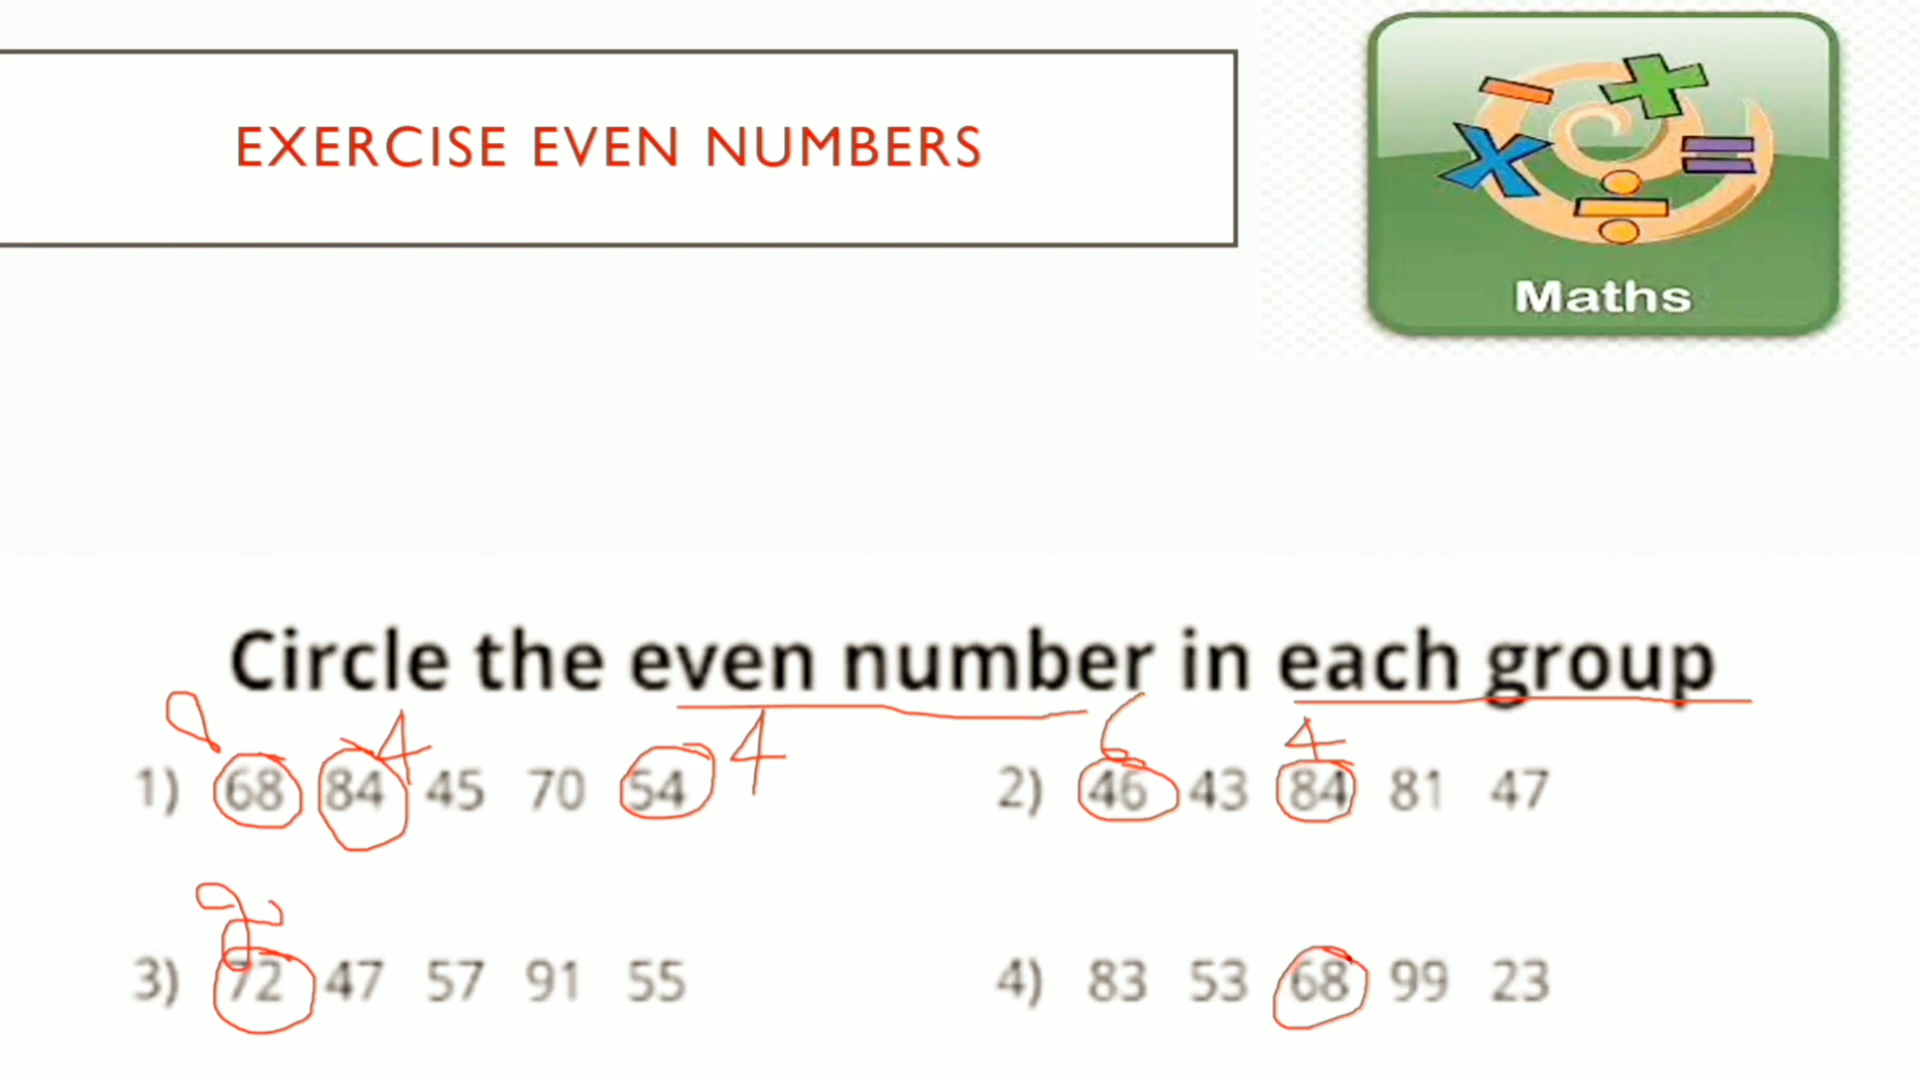 EXERCISE EVEN NUMBERS
Maths
Circle the even number in each group
8 4 4 6 4
1) 68 84 45 70 54 2) 46 43 84 81 47
2
3) 72 47 57 91 55 4) 83 53 68 99 23